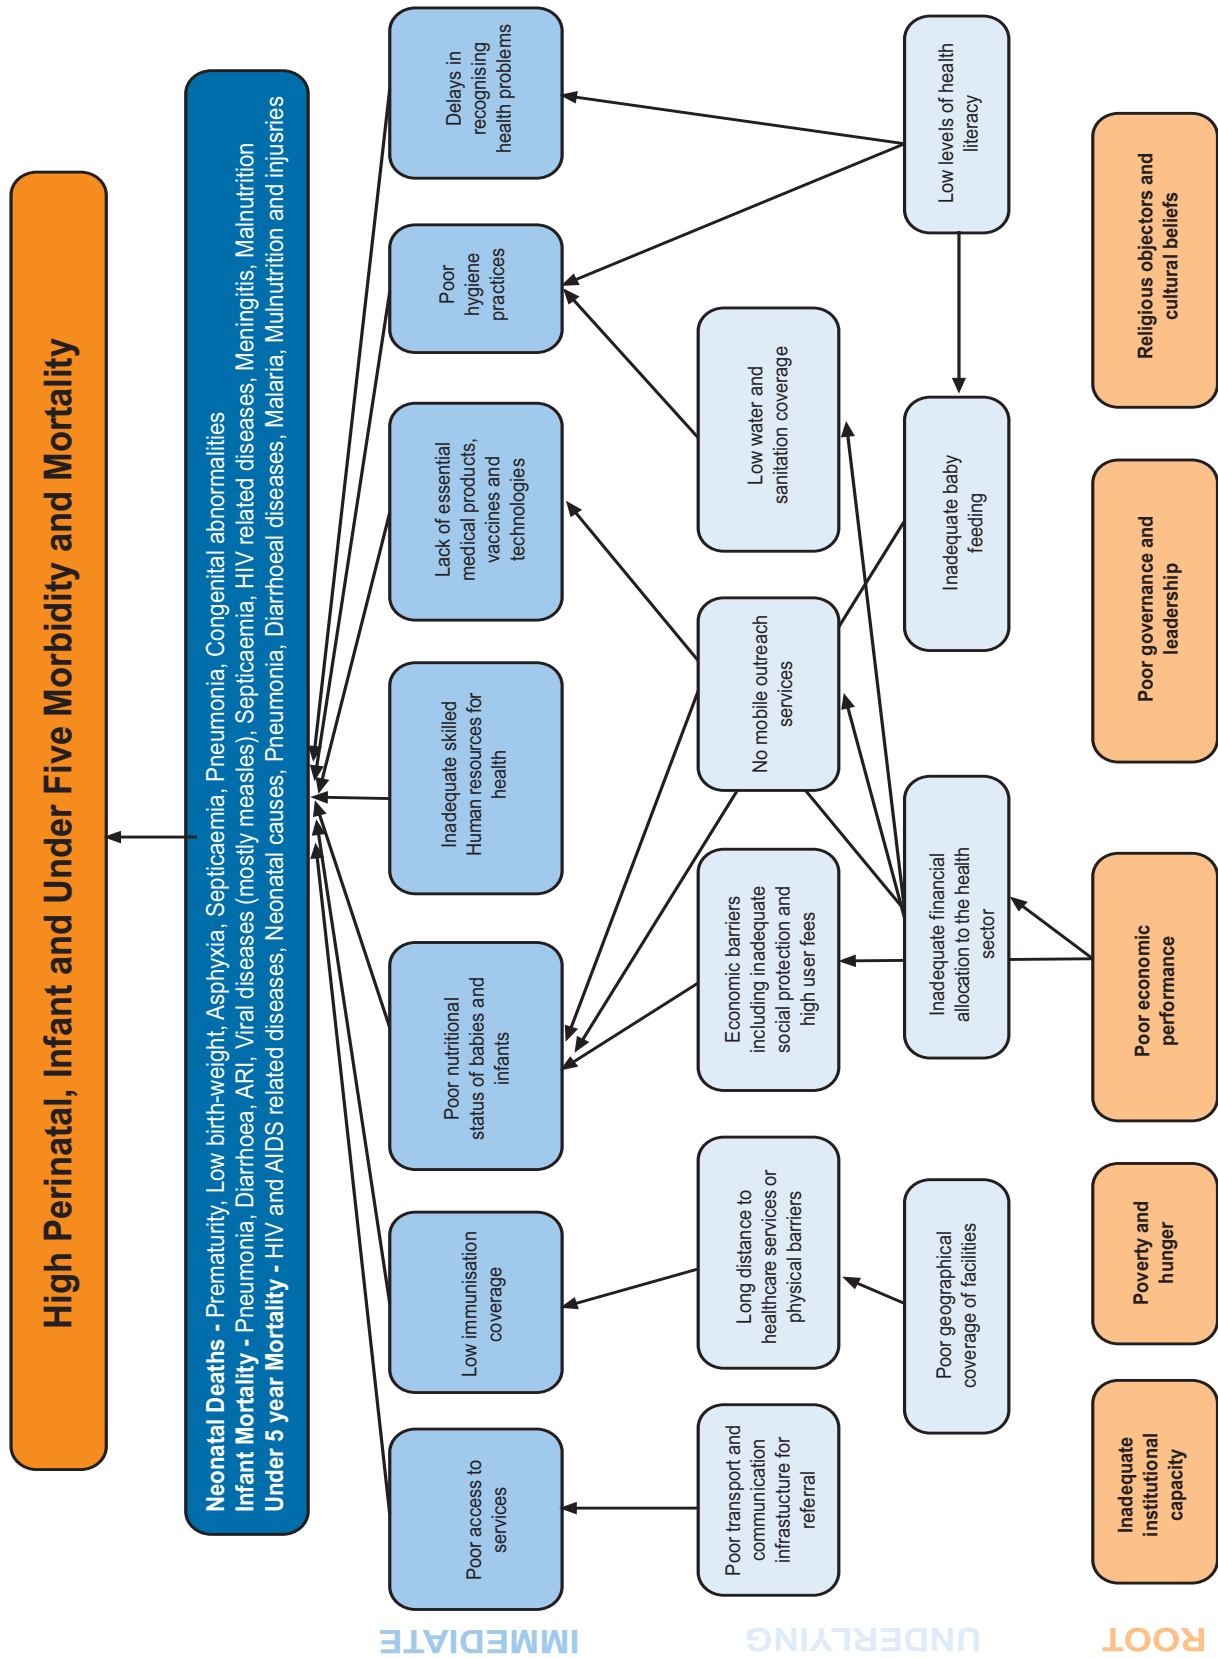 High Perinatal, Infant and Under Five Morbidity and Mortality
Neonatal Deaths - Prematurity, Low birth-weight, Asphyxia, Septicaemia, Pneumonia, Congenital abnormalities
Infant Mortality - Pneumonia, Diarrhoea, ARI, Viral diseases (mostly measles), Septicaemia, HIV related diseases, Meningitis, Malnutrition
Under 5 year Mortality - HIV and AIDS related diseases, Neonatal causes, Pneumonia, Diarrhoeal diseases, Malaria, Mulnutrition and injusries
IMMEDIATE
Poor access to
services
Low immunisation
coverage
Poor nutritional
status of babies and
infants
Inadequate skilled
Human resources for
health
Lack of essential
medical products,
vaccines and
technologies
Poor
hygiene
practices
Delays in
recognising
health problems
UNDERLYING
Poor transport and
communication
infrastucture for
referral
Long distance to
healthcare services or
physical barriers
Economic barriers
including inadequate
social protection and
high user fees
No mobile outreach
services
Low water and
sanitation coverage
Poor geographical
coverage of facilities
Inadequate financial
allocation to the health
sector
Inadequate baby
feeding
Low levels of health
literacy
ROOT
Inadequate
institutional
capacity
Poverty and
hunger
Poor economic
performance
Poor governance and
leadership
Religious objectors and
cultural beliefs